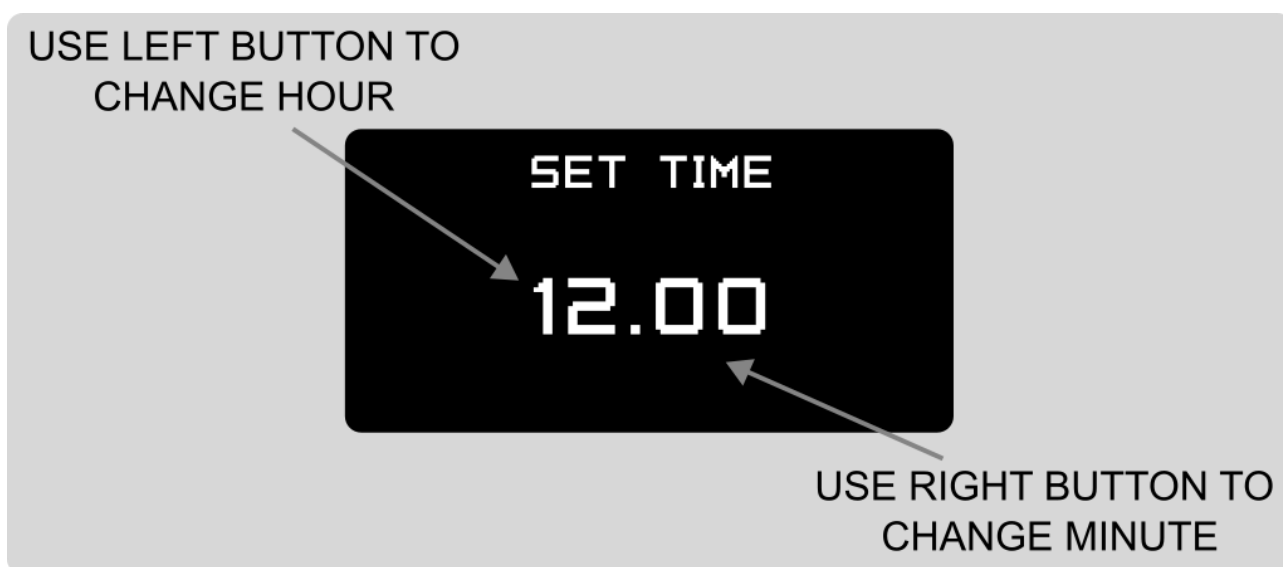 USE LEFT BUTTON TO
CHANGE HOUR
SET TIME
12.00
USE RIGHT BUTTON TO
CHANGE MINUTE